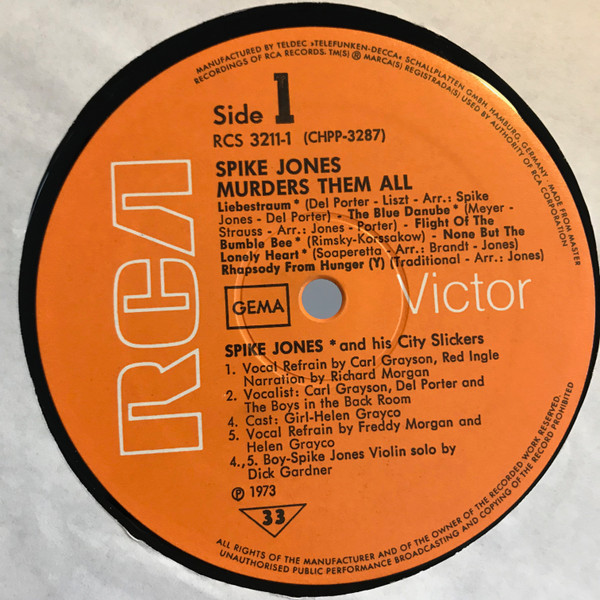 MANUFACTURED BY TELDEC »TELEFUNKEN-DECCA« SCHALLPLATTEN GMBH, HAMBURG, GERMANY / MADE FROM MASTER
RECORDINGS OF RCA RECORDS. TM(S) ® MARCA(S) REGISTRADA(S) USED BY AUTHORITY OF RCA CORPORATION
Side 1
RCS 3211-1 (CHPP-3287)
SPIKE JONES
MURDERS THEM ALL
Liebestraum * (Del Porter - Liszt - Arr.: Spike
Jones - Del Porter) - The Blue Danube * (Meyer -
Strauss - Arr.: Jones - Porter) - Flight Of The
Bumble Bee * (Rimsky-Korssakow) - None But The
Lonely Heart * (Soaperetta - Arr.: Brandt - Jones)
Rhapsody From Hunger (Y) (Traditional - Arr.: Jones)
RCA
GEMA
Victor
SPIKE JONES * and his City Slickers
1. Vocal Refrain by Carl Grayson, Red Ingle
Narration by Richard Morgan
2. Vocalist: Carl Grayson, Del Porter and
The Boys in the Back Room
4. Cast: Girl-Helen Grayco
5. Vocal Refrain by Freddy Morgan and
Helen Grayco
4.,5. Boy-Spike Jones Violin solo by
Dick Gardner
℗ 1973
33
ALL RIGHTS OF THE MANUFACTURER AND OF THE OWNER OF THE RECORDED WORK RESERVED.
UNAUTHORISED PUBLIC PERFORMANCE BROADCASTING AND COPYING OF THE RECORD PROHIBITED